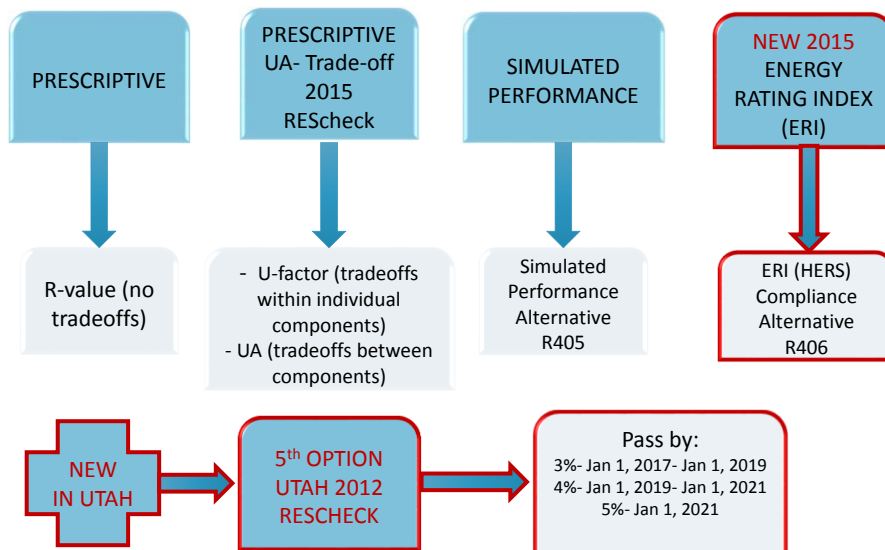 PRESCRIPTIVE
PRESCRIPTIVE
UA- Trade-off
2015
REScheck
SIMULATED
PERFORMANCE
NEW 2015
ENERGY
RATING INDEX
(ERI)
R-value (no
tradeoffs)
- U-factor (tradeoffs
within individual
components)
- UA (tradeoffs between
components)
Simulated
Performance
Alternative
R405
ERI (HERS)
Compliance
Alternative
R406
NEW
IN UTAH
5th OPTION
UTAH 2012
RESCHECK
Pass by:
3%- Jan 1, 2017- Jan 1, 2019
4%- Jan 1, 2019- Jan 1, 2021
5%- Jan 1, 2021